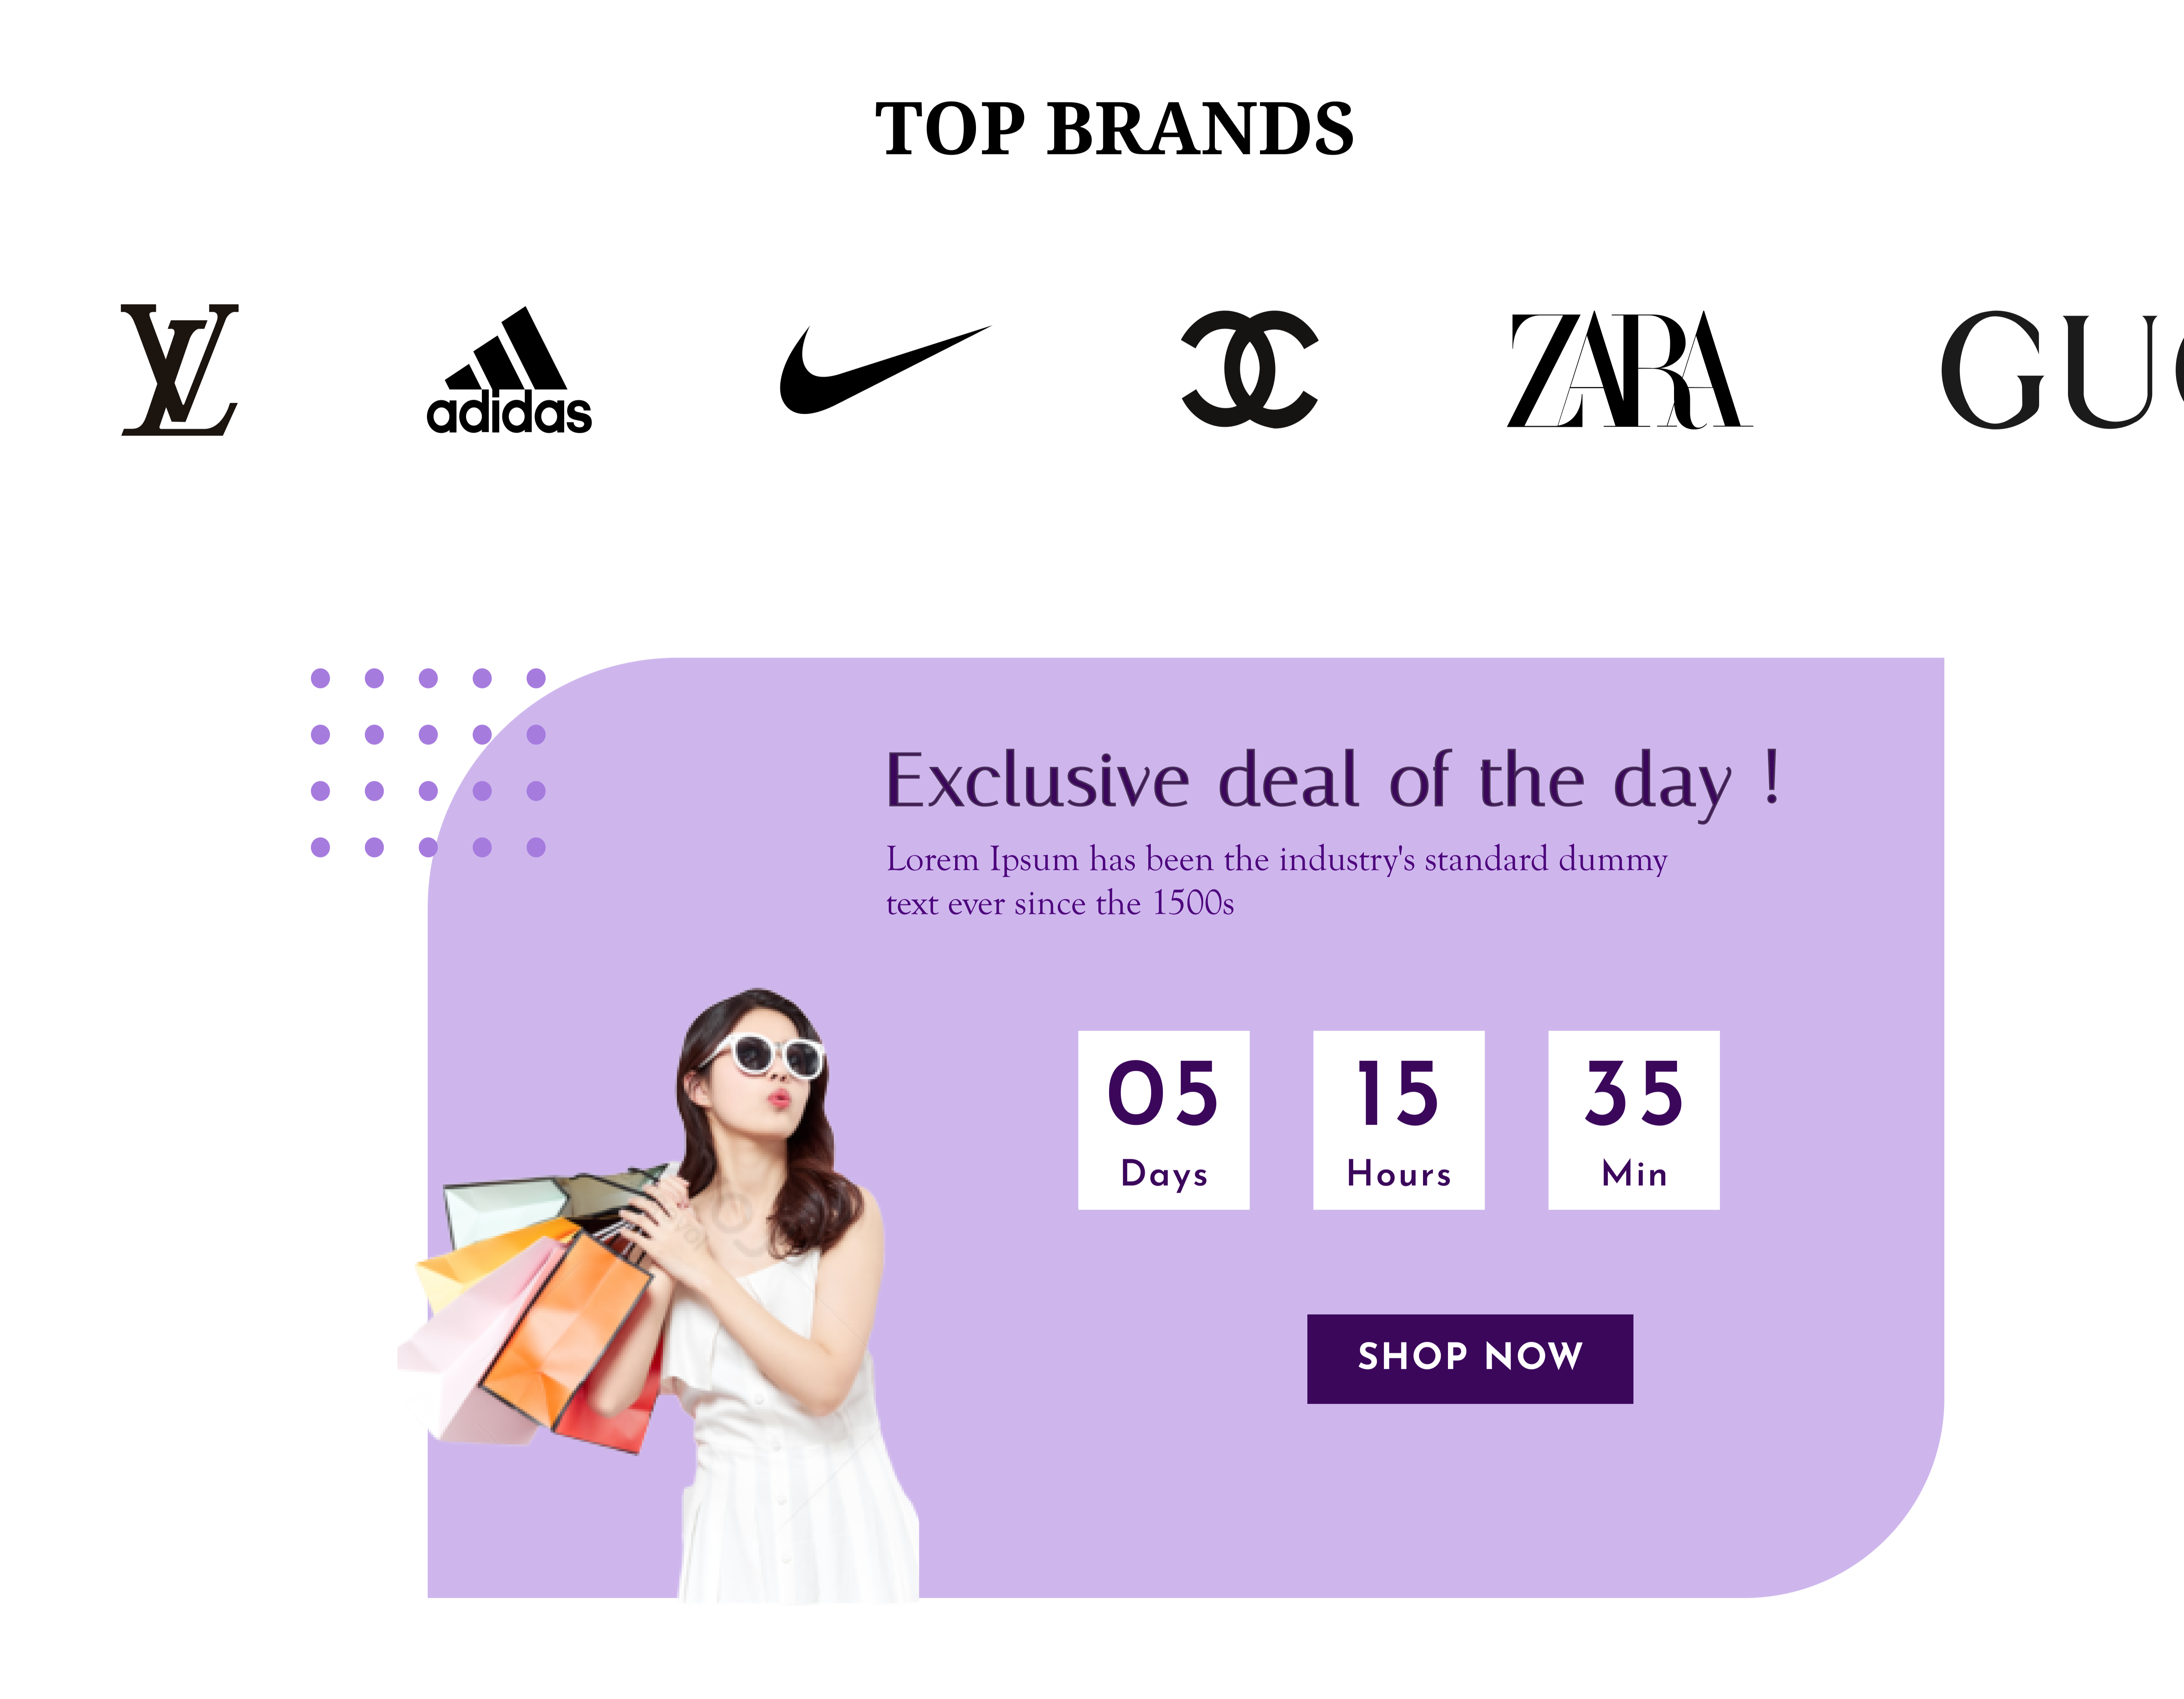 TOP BRANDS
LV adidas ZARA GU
Exclusive deal of the day !
Lorem Ipsum has been the industry's standard dummy
text ever since the 1500s
05 15 35
Days Hours Min
SHOP NOW